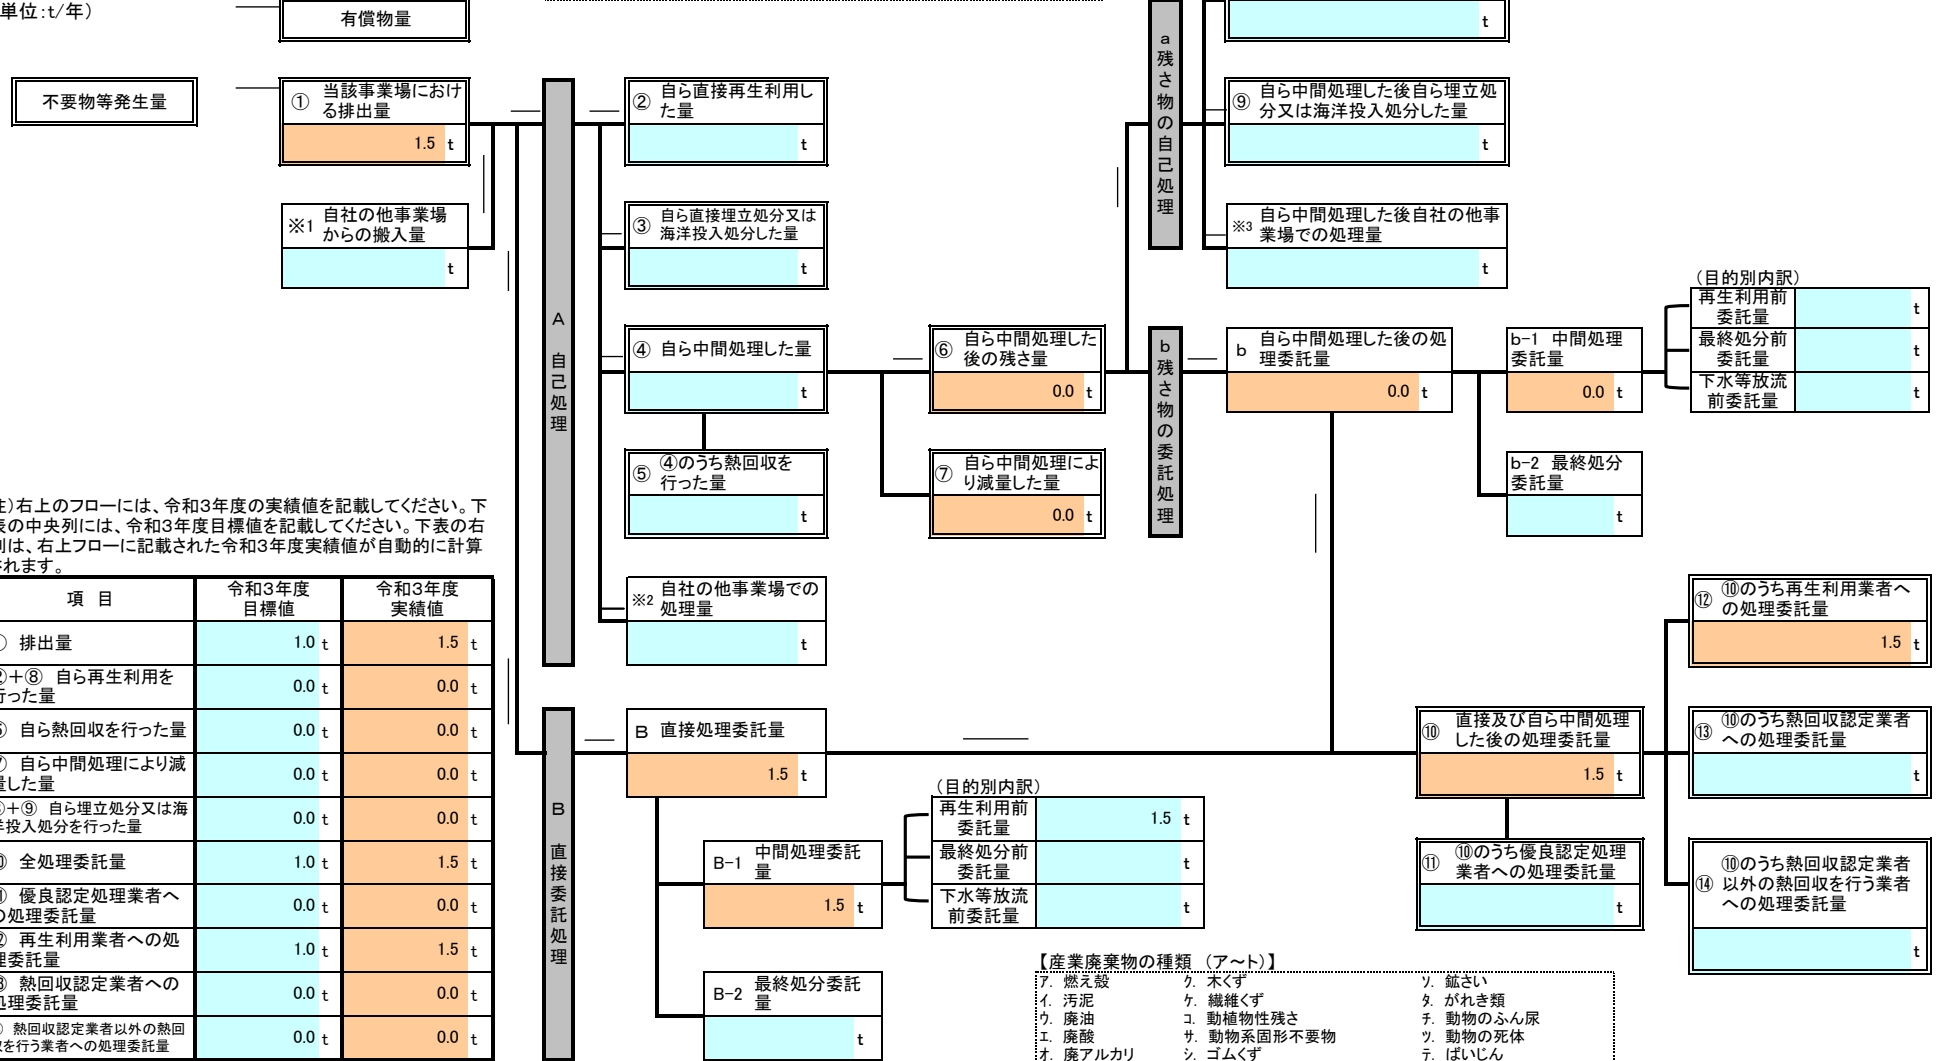 単位:t/年）
有償物量
t
不要物等発生量
① 当該事業場におけ
る排出量
1.5 t
※1 自社の他事業場
からの搬入量
t
A 自己処理
② 自ら直接再生利用し
た量
t
③ 自ら直接埋立処分又は
海洋投入処分した量
t
④ 自ら中間処理した量
t
⑤ ④のうち熱回収を
行った量
t
※2 自社の他事業場での
処理量
t
⑥ 自ら中間処理した
後の残さ量
0.0 t
⑦ 自ら中間処理によ
り減量した量
0.0 t
a 残さ物の自己処理
⑨ 自ら中間処理した後自ら埋立処
分又は海洋投入処分した量
t
※3 自ら中間処理した後自社の他事
業場での処理量
t
b 残さ物の委託処理
b 自ら中間処理した後の処
理委託量
0.0 t
b-1 中間処理
委託量
0.0 t
b-2 最終処分
委託量
t
（目的別内訳）
再生利用前
委託量
t
最終処分前
委託量
t
下水等放流
前委託量
t
注）右上のフローには、令和3年度の実績値を記載してください。下
表の中央列には、令和3年度目標値を記載してください。下表の右
列は、右上フローに記載された令和3年度実績値が自動的に計算
されます。
項 目 令和3年度
目標値 令和3年度
実績値
排出量 1.0 t 1.5 t
②+⑧ 自ら再生利用を
行った量 0.0 t 0.0 t
自ら熱回収を行った量 0.0 t 0.0 t
自ら中間処理により減
量した量 0.0 t 0.0 t
③+⑨ 自ら埋立処分又は海
洋投入処分を行った量 0.0 t 0.0 t
全処理委託量 1.0 t 1.5 t
優良認定処理業者へ
の処理委託量 0.0 t 0.0 t
再生利用業者への処
理委託量 1.0 t 1.5 t
熱回収認定業者への
処理委託量 0.0 t 0.0 t
熱回収認定業者以外の熱回
収を行う業者への処理委託量 0.0 t 0.0 t
B 直接委託処理
B 直接処理委託量
1.5 t
B-1 中間処理委託
量
1.5 t
B-2 最終処分委託
量
t
（目的別内訳）
再生利用前
委託量
1.5 t
最終処分前
委託量
t
下水等放流
前委託量
t
⑩ 直接及び自ら中間処理
した後の処理委託量
1.5 t
⑪ ⑩のうち優良認定処理
業者への処理委託量
t
⑫ ⑩のうち再生利用業者へ
の処理委託量
1.5 t
⑬ ⑩のうち熱回収認定業者
への処理委託量
t
⑭ ⑩のうち熱回収認定業者
以外の熱回収を行う業者
への処理委託量
t
【産業廃棄物の種類 （ア～ト）】
ア. 燃え殻 ク. 木くず ソ. 鉱さい
イ. 汚泥 ケ. 繊維くず タ. がれき類
ウ. 廃油 コ. 動植物性残さ チ. 動物のふん尿
エ. 廃酸 サ. 動物系固形不要物 ツ. 動物の死体
オ. 廃アルカリ シ. ゴムくず テ. ばいじん